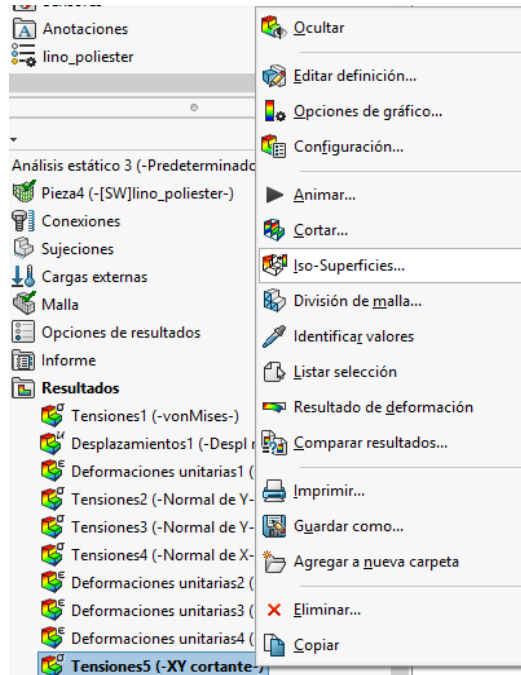 Anotaciones
lino_poliester
Análisis estático 3 (-Predeterminado
Pieza4 (-[SW]lino_poliester-)
Conexiones
Sujeciones
Cargas externas
Malla
Opciones de resultados
Informe
Resultados
Tensiones1 (-vonMises-)
Desplazamientos1 (-Despl
Deformaciones unitarias1 (
Tensiones2 (-Normal de Y-
Tensiones3 (-Normal de Y-
Tensiones4 (-Normal de X-
Deformaciones unitarias2 (
Deformaciones unitarias3 (
Deformaciones unitarias4 (
Tensiones5 (-XY cortante-)
Ocultar
Editar definición...
Opciones de gráfico...
Configuración...
Animar...
Cortar...
Iso-Superficies...
División de malla...
Identificar valores
Listar selección
Resultado de deformación
Comparar resultados...
Imprimir...
Guardar como...
Agregar a nueva carpeta
Eliminar...
Copiar